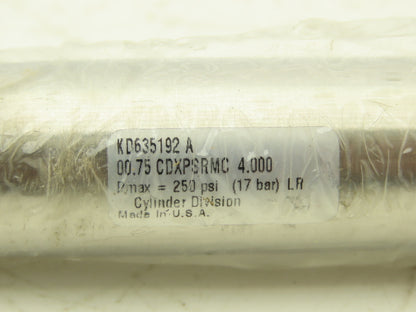 KD635192 A
00.75 CDXPSRMC 4.000
Pmax = 250 psi (17 bar) LR
Cylinder Division
Made In U.S.A.